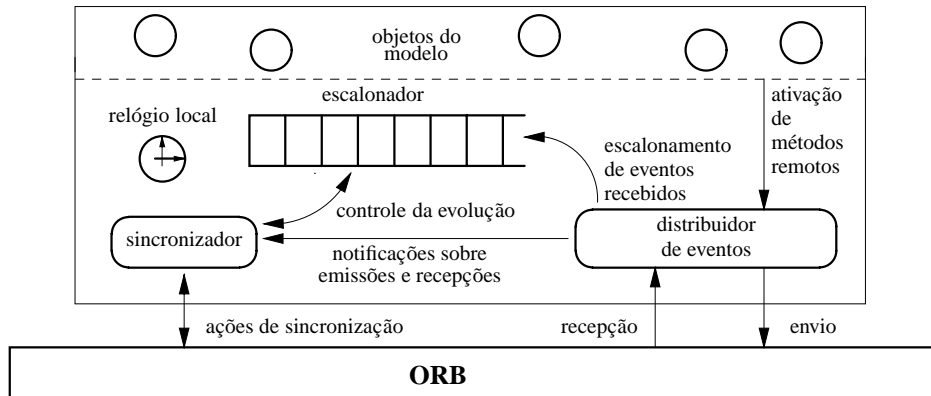 objetos do
modelo
escalonador
relógio local
ativação
de
métodos
remotos
escalonamento
de eventos
recebidos
controle da evolução
sincronizador
distribuidor
de eventos
notificações sobre
emissões e recepções
ações de sincronização
recepção
envio
ORB